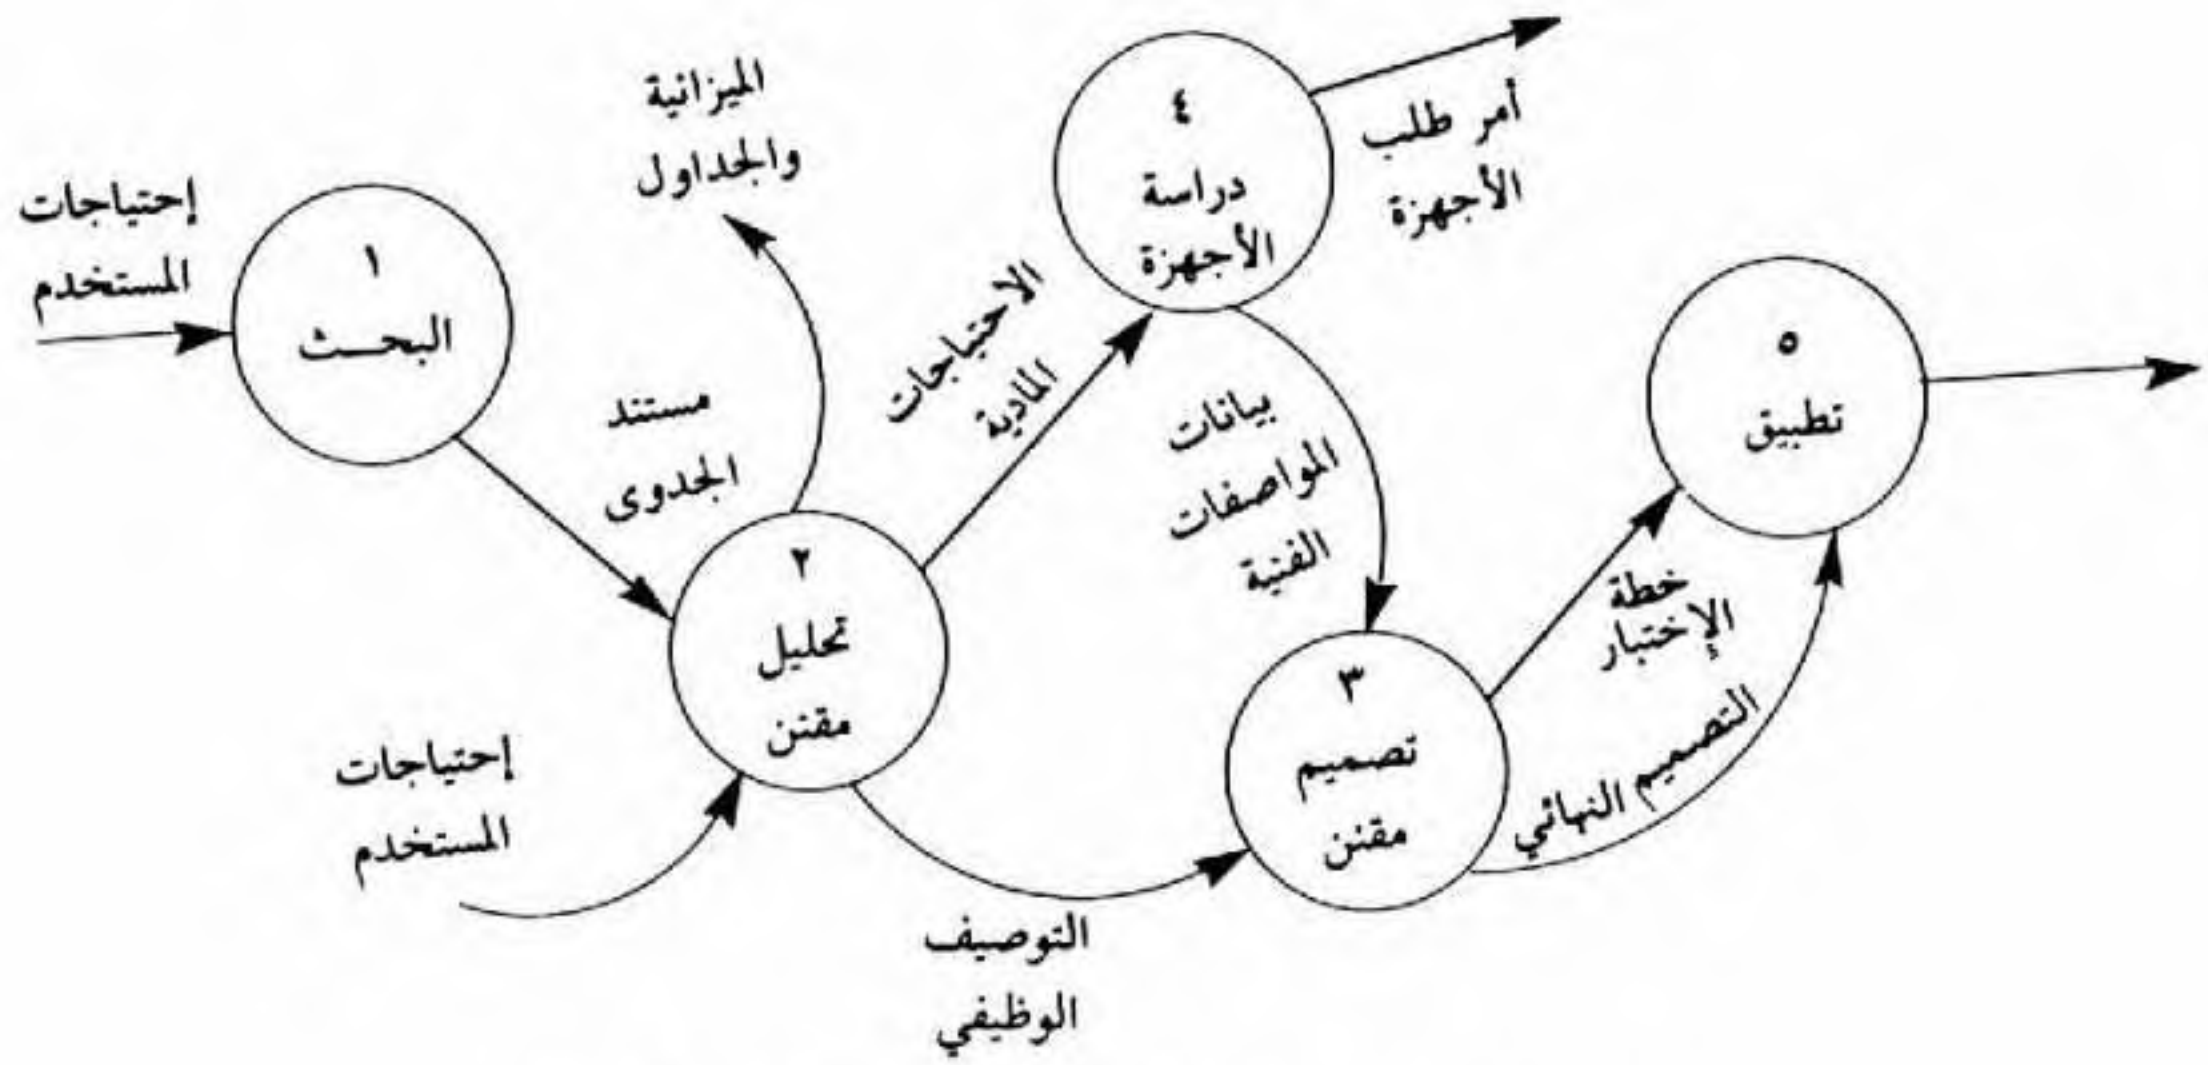 إحتياجات
المستخدم
١
البحــث
الميزانية
والجداول
مستند
الجدوى
٢
تحليل
مقنن
إحتياجات
المستخدم
الاحتياجات
المادية
٤
دراسة
الأجهزة
أمر طلب
الأجهزة
بيانات
المواصفات
الفنية
التوصيف
الوظيفي
٣
تصميم
مقنن
خطة
الإختبار
التصميم النهائي
٥
تطبيق